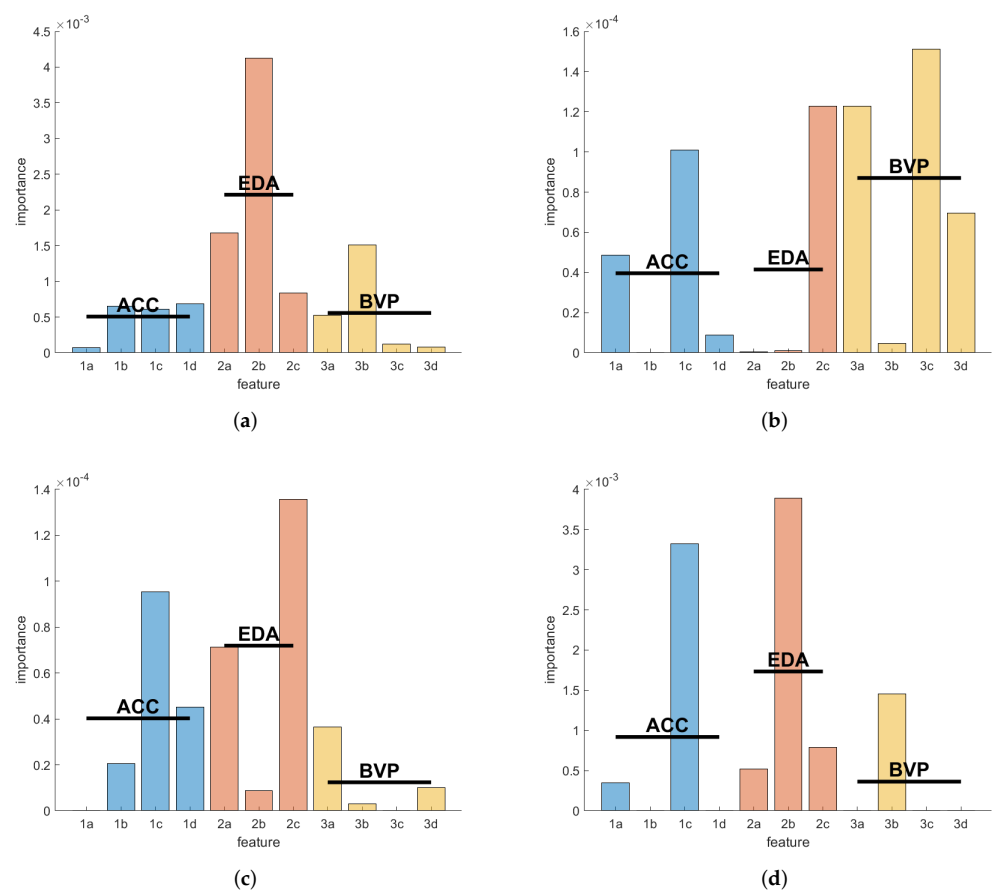 ×10⁻³
4.5
4
3.5
3
2.5
2
1.5
1
0.5
0
importance
ACC
EDA
BVP
1a 1b 1c 1d 2a 2b 2c 3a 3b 3c 3d
feature
(a)
×10⁻⁴
1.6
1.4
1.2
1
0.8
0.6
0.4
0.2
0
importance
ACC
EDA
BVP
1a 1b 1c 1d 2a 2b 2c 3a 3b 3c 3d
feature
(b)
×10⁻⁴
1.4
1.2
1
0.8
0.6
0.4
0.2
0
importance
ACC
EDA
BVP
1a 1b 1c 1d 2a 2b 2c 3a 3b 3c 3d
feature
(c)
×10⁻³
4
3.5
3
2.5
2
1.5
1
0.5
0
importance
ACC
EDA
BVP
1a 1b 1c 1d 2a 2b 2c 3a 3b 3c 3d
feature
(d)